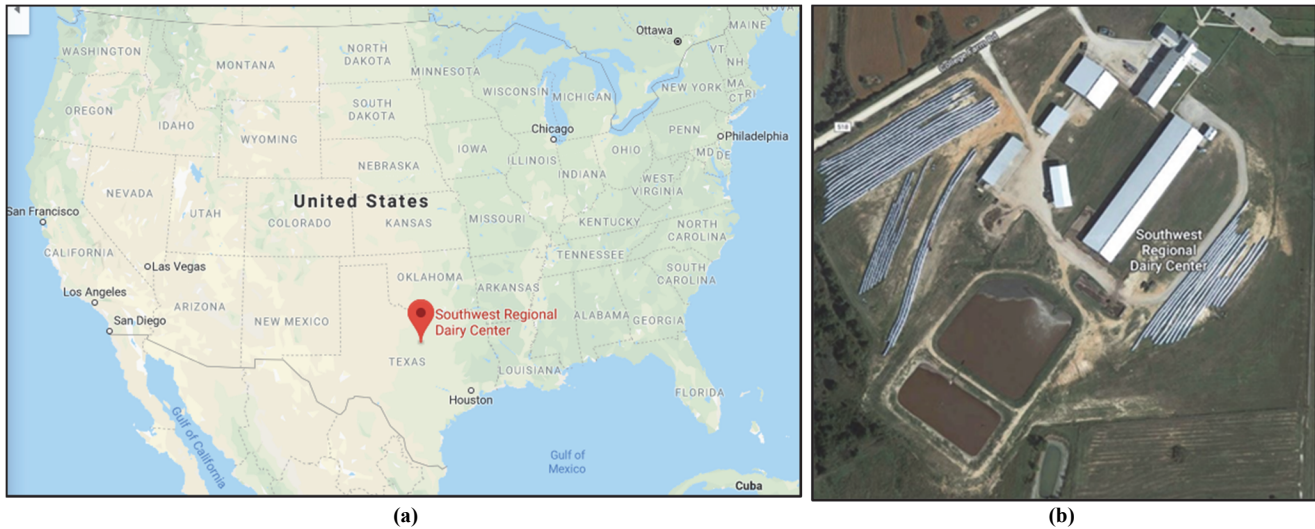 Ottawa
MAINE
WASHINGTON
NORTH
DAKOTA
MONTANA
MINNESOTA
VT
NH
SOUTH
DAKOTA
WISCONSIN
MICHIGAN
NEW YORK
MA
CT RI
OREGON
IDAHO
WYOMING
Chicago
IOWA
PENN
Philadelphia
NEBRASKA
ILLINOIS
OHIO
MD
DE
INDIANA
NEVADA
United States
WEST
VIRGINIA
San Francisco
UTAH
COLORADO
KANSAS
MISSOURI
KENTUCKY
VIRGINIA
CALIFORNIA
Las Vegas
NORTH
CAROLINA
TENNESSEE
OKLAHOMA
ARKANSAS
SOUTH
CAROLINA
Los Angeles
ARIZONA
NEW MEXICO
San Diego
Southwest Regional
Dairy Center
ALABAMA
GEORGIA
TEXAS
LOUISIANA
Houston
FLORIDA
Gulf of California
Gulf of
Mexico
Cuba
(a)
518
Southwest
Regional
Dairy Center
(b)